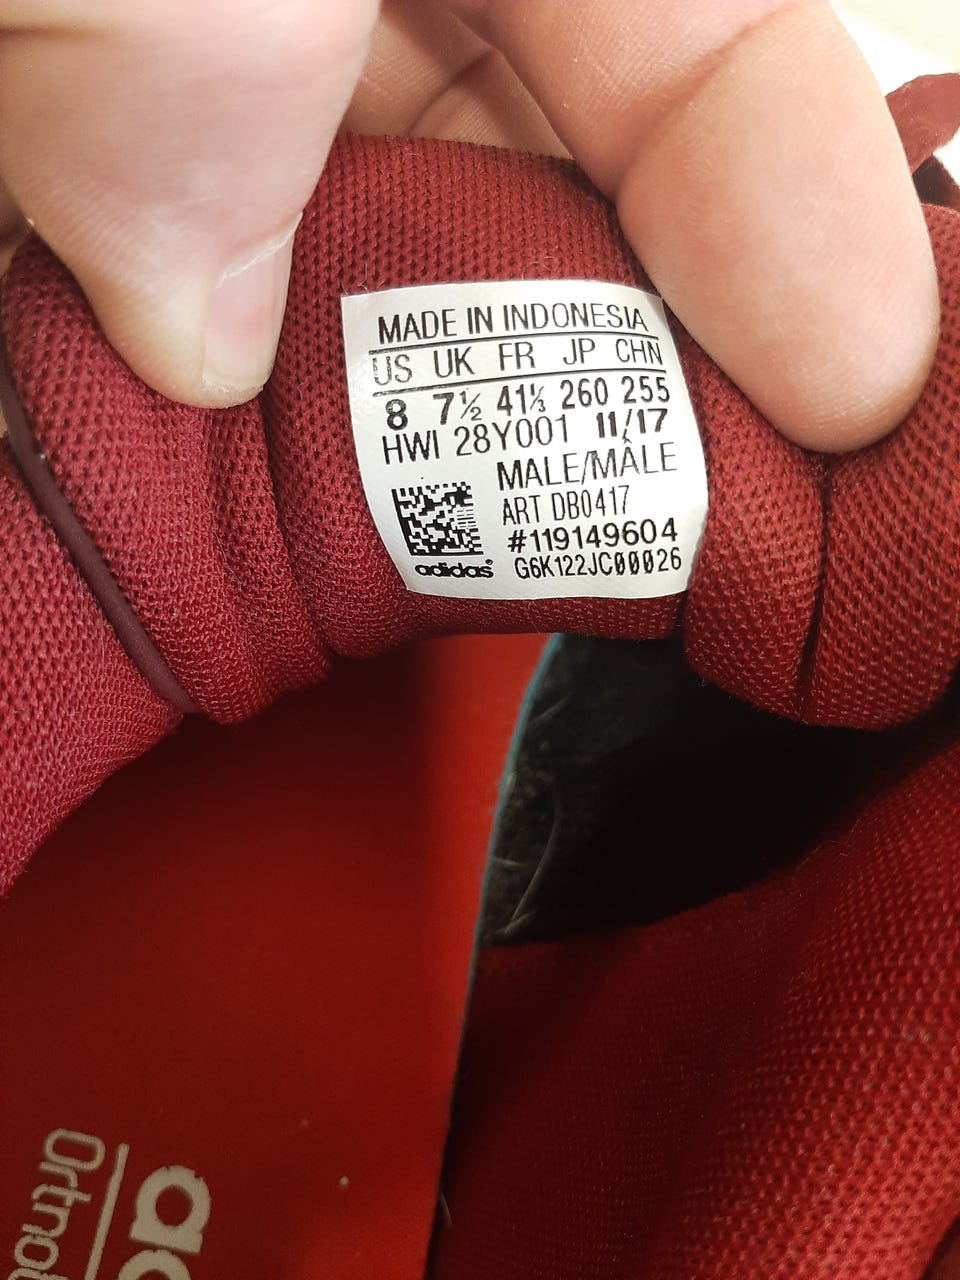 MADE IN INDONESIA
US UK FR JP CHN
8 7½ 41⅓ 260 255
HWI 28Y001 11/17
MALE/MÂLE
ART DB0417
#119149604
adidas® G6K122JC00026